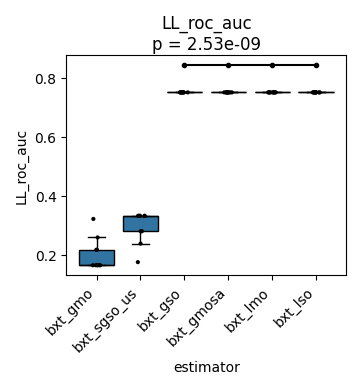 LL_roc_auc
p = 2.53e-09
LL_roc_auc
0.8
0.6
0.4
0.2
bxt_gmo
bxt_sgso_us
bxt_gso
bxt_gmosa
bxt_lmo
bxt_lso
estimator